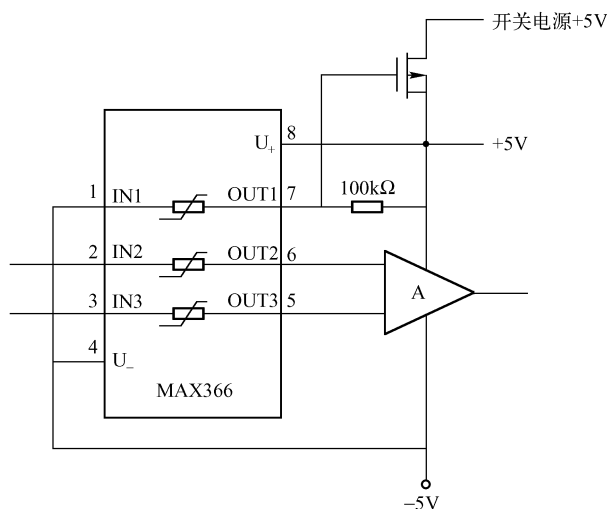 开关电源+5V
U₊
8
+5V
1
IN1
OUT1
7
100kΩ
2
IN2
OUT2
6
3
IN3
OUT3
5
A
4
U₋
MAX366
−5V